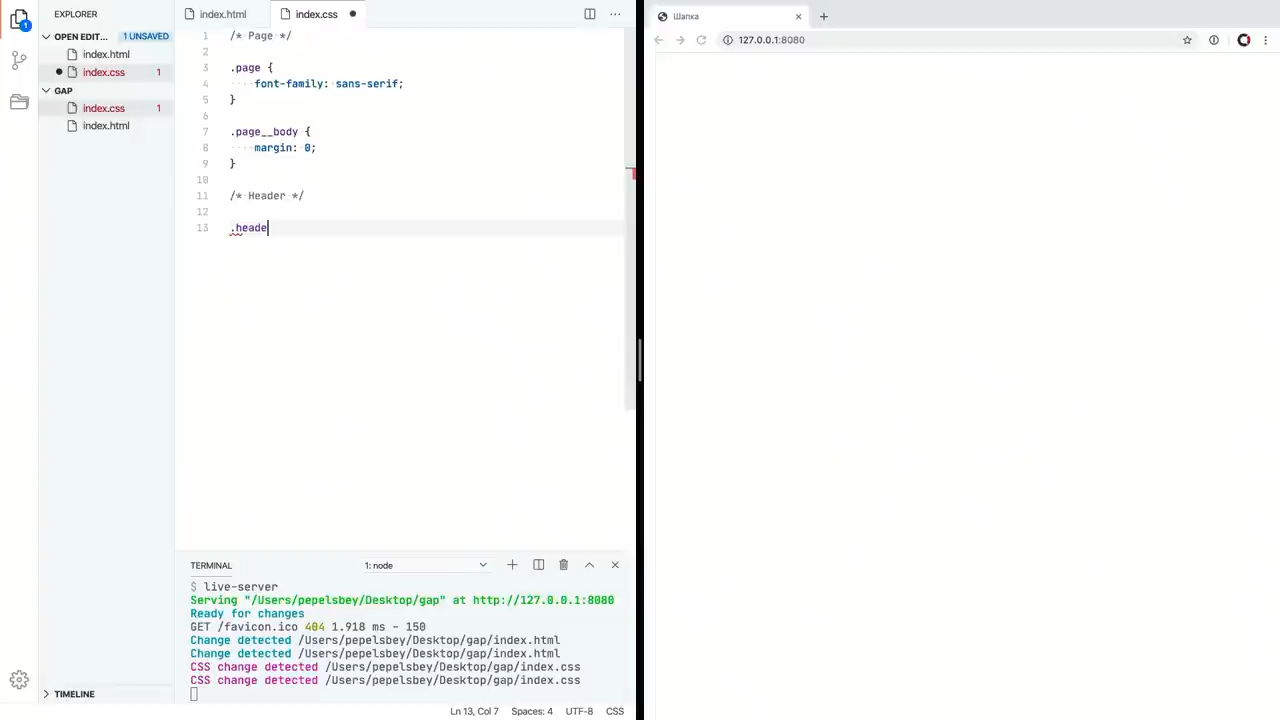 EXPLORER
OPEN EDIT... 1 UNSAVED
index.html
index.css 1
GAP
index.css 1
index.html
TIMELINE
1
index.html
index.css
1 /* Page */
2
3 .page {
4 font-family: sans-serif;
5 }
6
7 .page__body {
8 margin: 0;
9 }
10
11 /* Header */
12
13 .heade
TERMINAL
1: node
$ live-server
Serving "/Users/pepelsbey/Desktop/gap" at http://127.0.0.1:8080
Ready for changes
GET /favicon.ico 404 1.918 ms - 150
Change detected /Users/pepelsbey/Desktop/gap/index.html
Change detected /Users/pepelsbey/Desktop/gap/index.html
CSS change detected /Users/pepelsbey/Desktop/gap/index.css
CSS change detected /Users/pepelsbey/Desktop/gap/index.css
Ln 13, Col 7 Spaces: 4 UTF-8 CSS
Шапка
127.0.0.1:8080